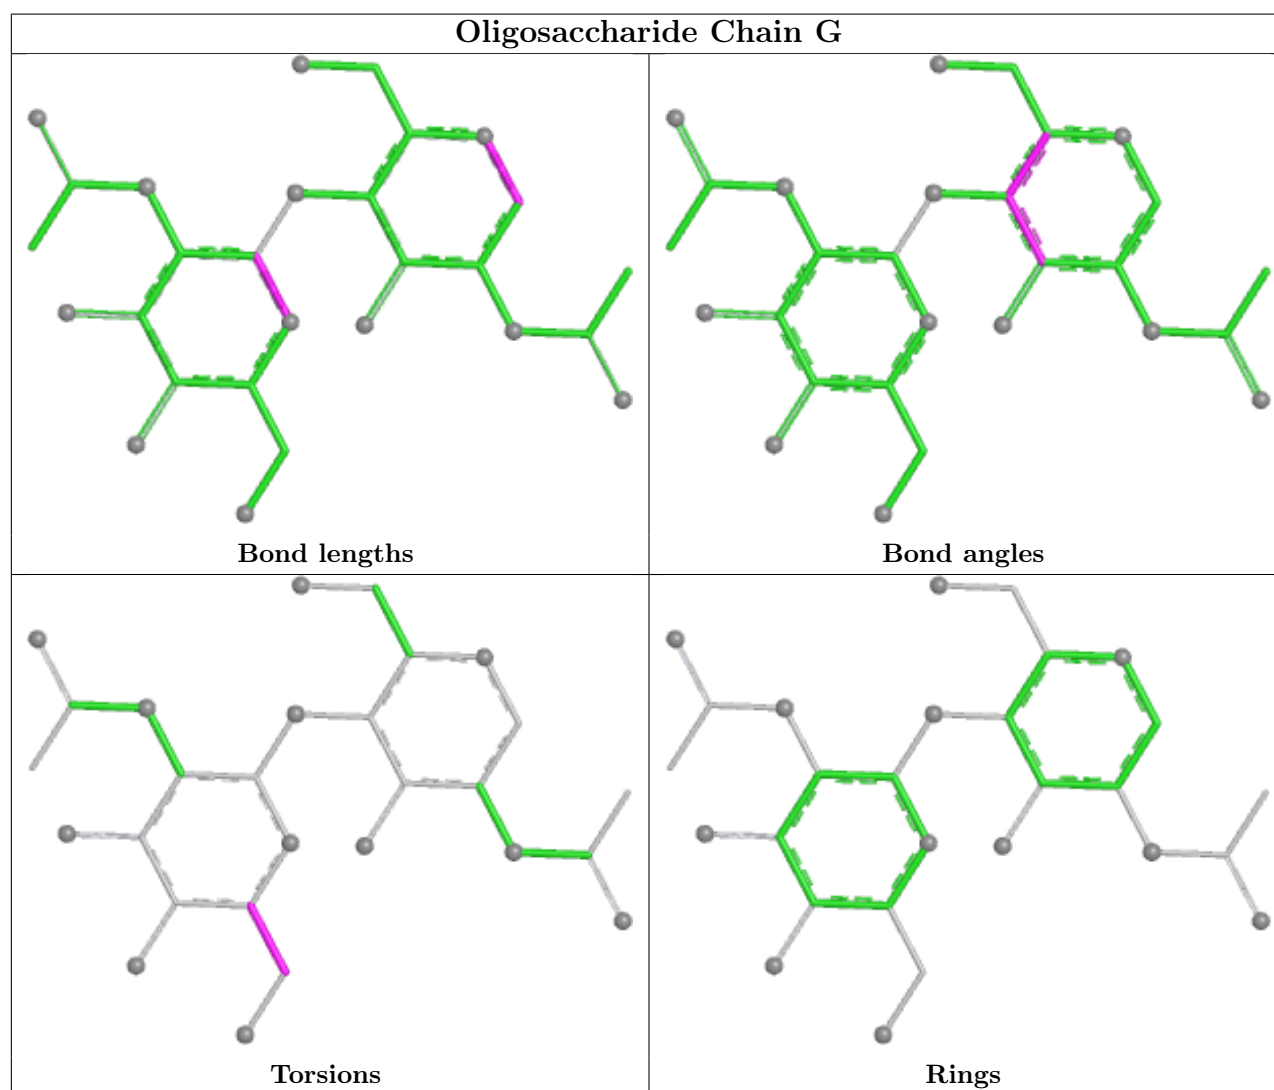 Oligosaccharide Chain G
Bond lengths
Bond angles
Torsions
Rings